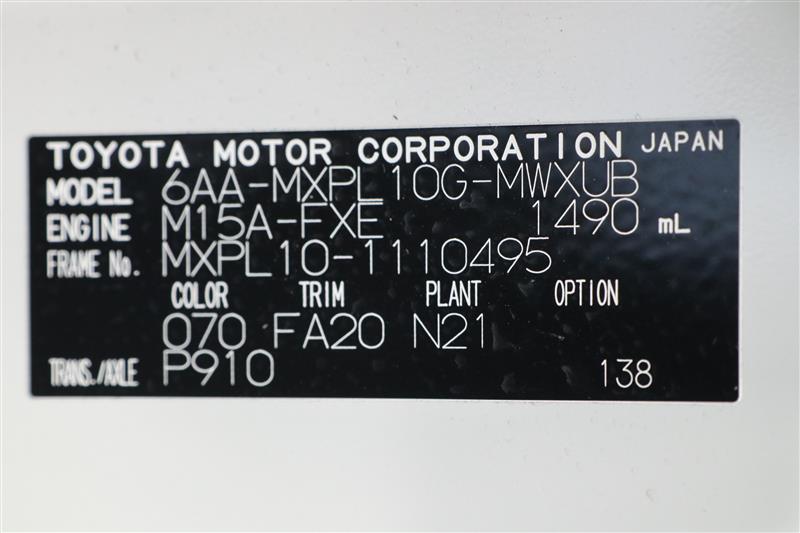 TOYOTA MOTOR CORPORATION JAPAN
MODEL 6AA-MXPL10G-MWXUB
ENGINE M15A-FXE 1490 mL
FRAME No. MXPL10-1110495
COLOR TRIM PLANT OPTION
070 FA20 N21
TRANS./AXLE P910 138